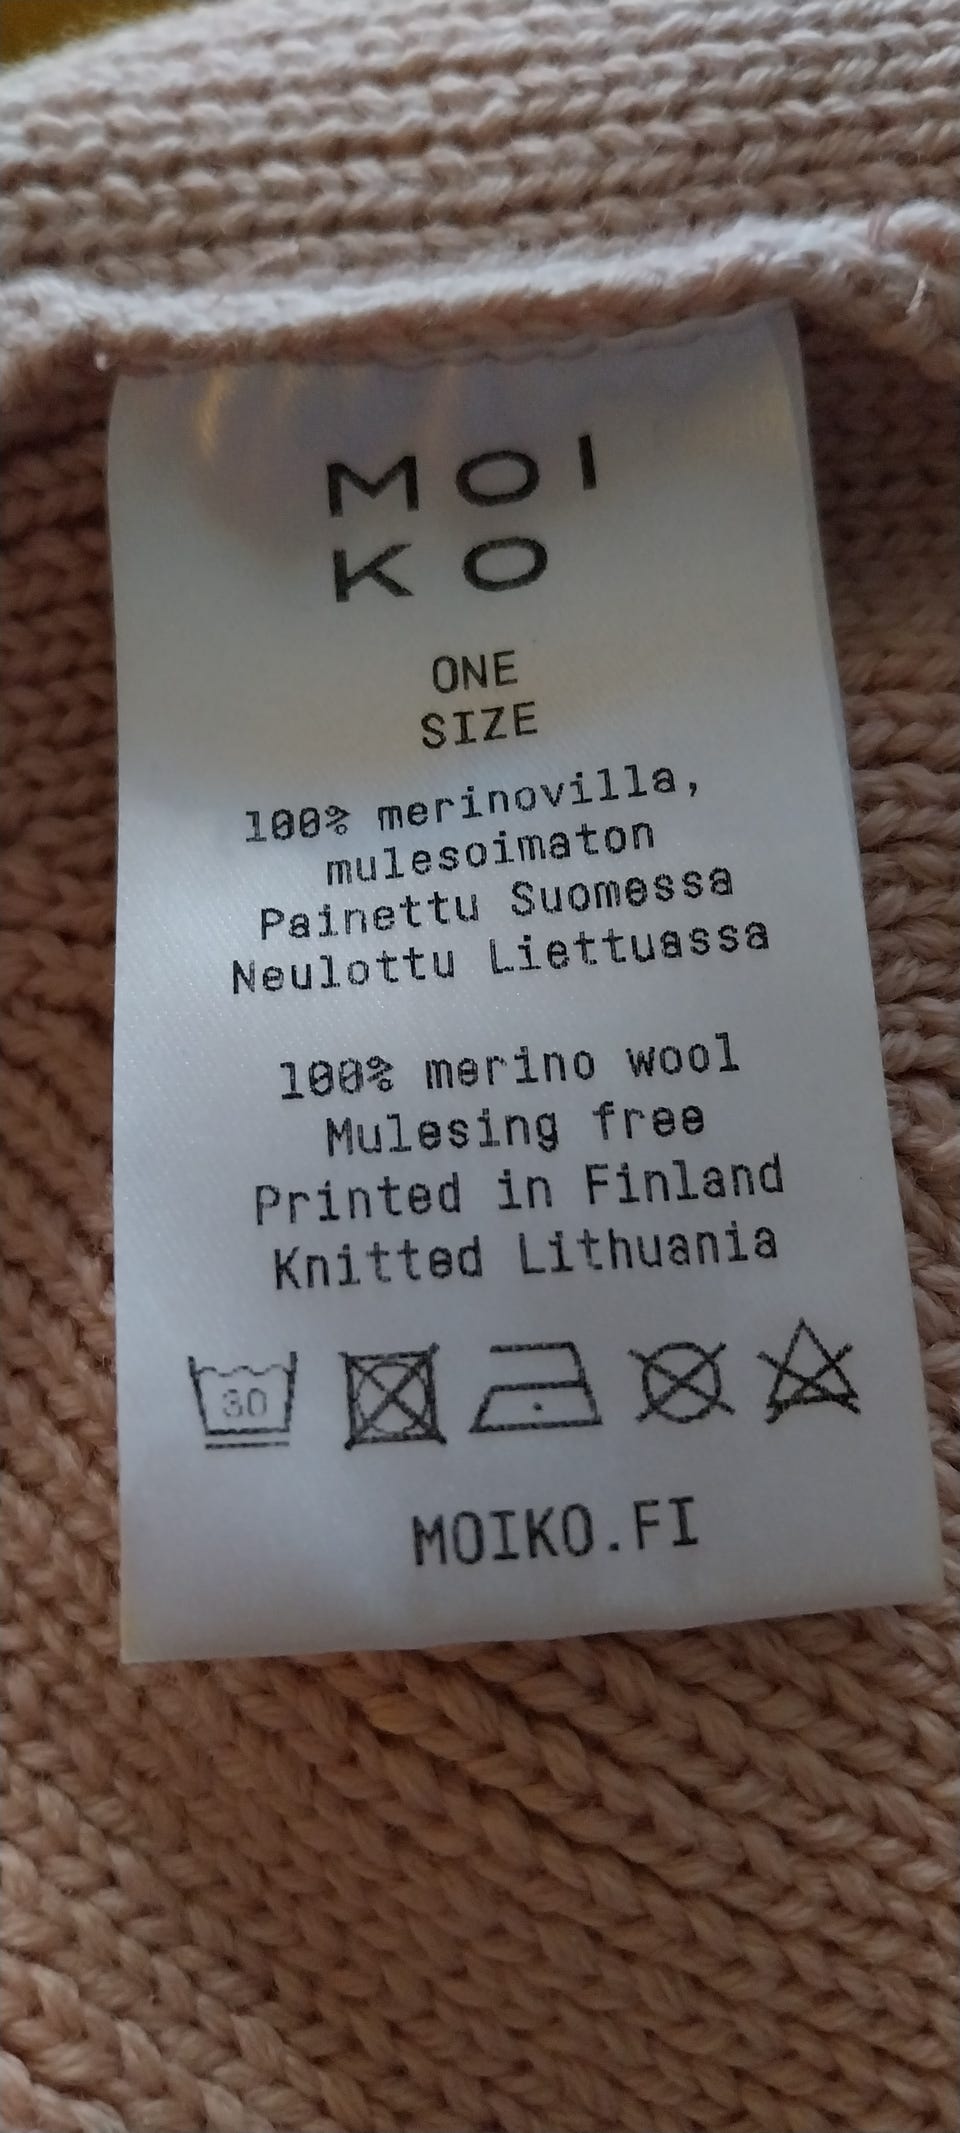 MOI
KO
ONE
SIZE
100% merinovilla,
mulesoimaton
Painettu Suomessa
Neulottu Liettuassa
100% merino wool
Mulesing free
Printed in Finland
Knitted Lithuania
30
MOIKO.FI